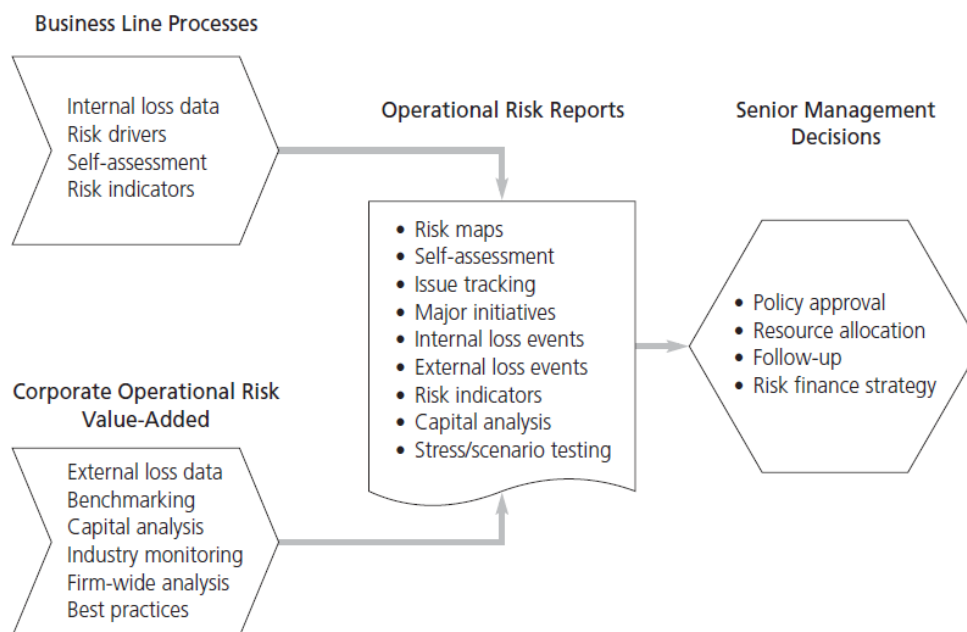 Business Line Processes
Internal loss data
Risk drivers
Self-assessment
Risk indicators
Operational Risk Reports
• Risk maps
• Self-assessment
• Issue tracking
• Major initiatives
• Internal loss events
• External loss events
• Risk indicators
• Capital analysis
• Stress/scenario testing
Senior Management
Decisions
• Policy approval
• Resource allocation
• Follow-up
• Risk finance strategy
Corporate Operational Risk
Value-Added
External loss data
Benchmarking
Capital analysis
Industry monitoring
Firm-wide analysis
Best practices